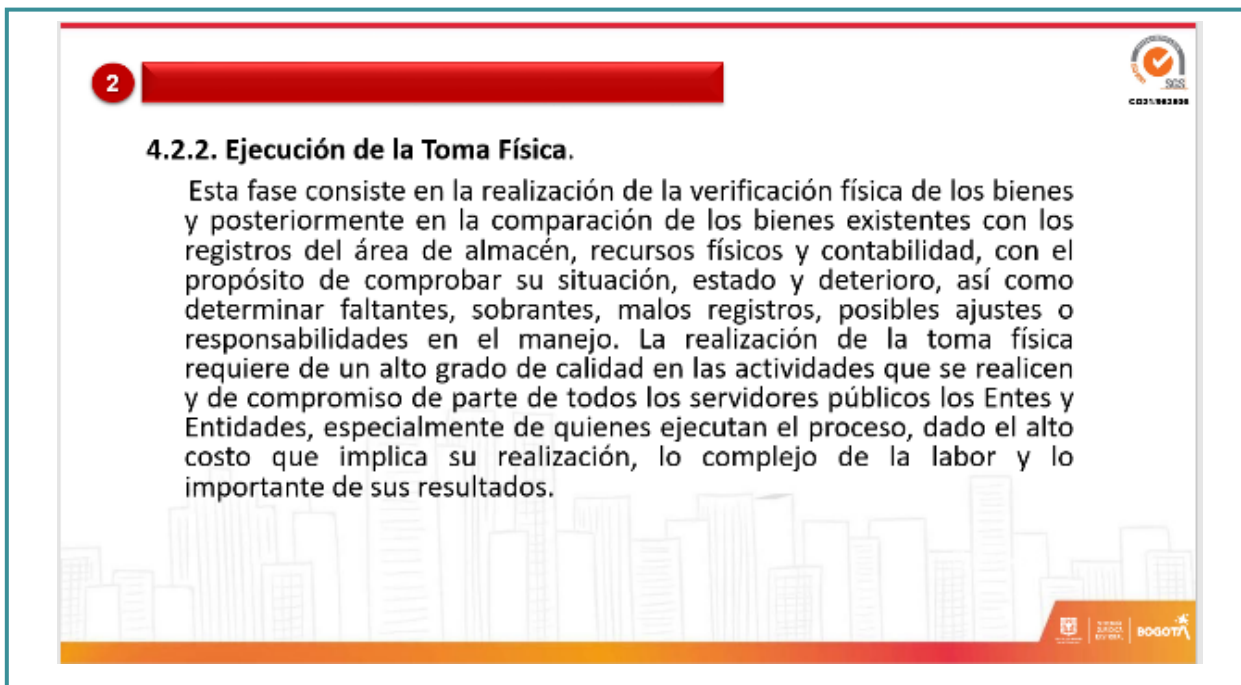 2
SGS
4.2.2. Ejecución de la Toma Física.
Esta fase consiste en la realización de la verificación física de los bienes
y posteriormente en la comparación de los bienes existentes con los
registros del área de almacén, recursos físicos y contabilidad, con el
propósito de comprobar su situación, estado y deterioro, así como
determinar faltantes, sobrantes, malos registros, posibles ajustes o
responsabilidades en el manejo. La realización de la toma física
requiere de un alto grado de calidad en las actividades que se realicen
y de compromiso de parte de todos los servidores públicos los Entes y
Entidades, especialmente de quienes ejecutan el proceso, dado el alto
costo que implica su realización, lo complejo de la labor y lo
importante de sus resultados.
BOGOTÁ